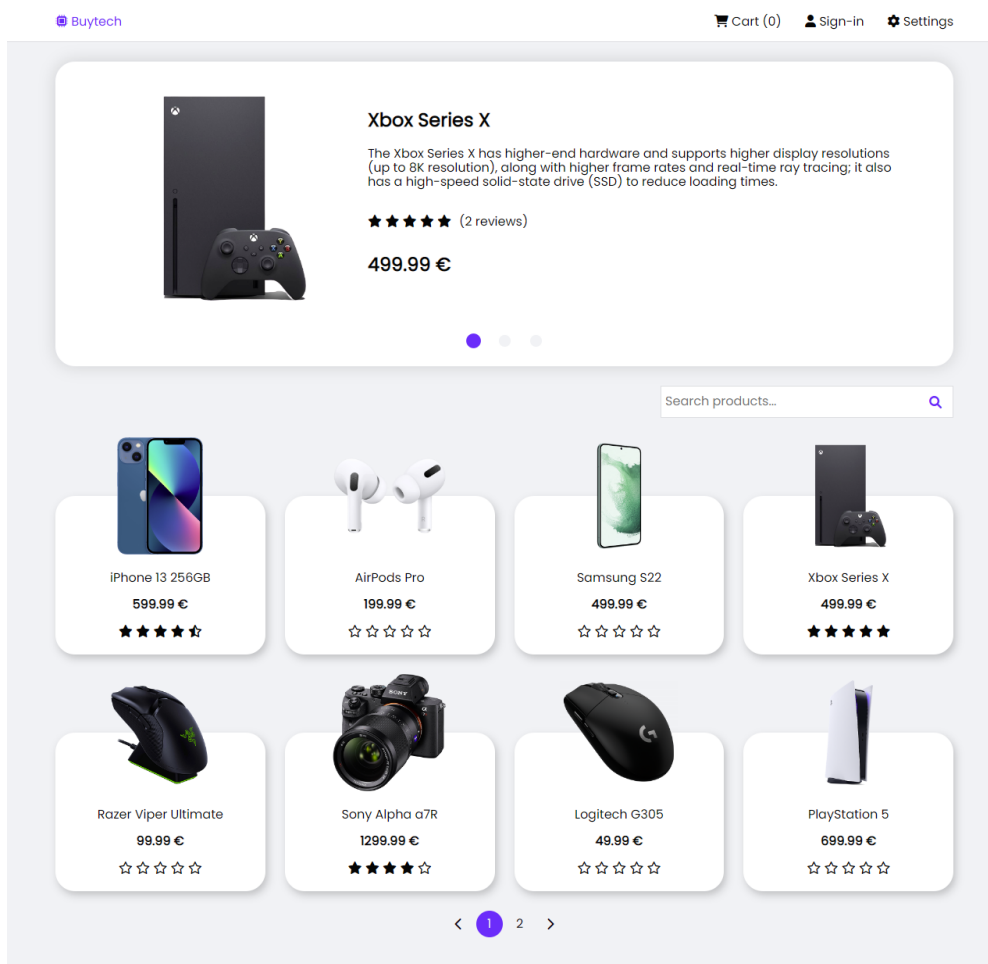 Buytech
Cart (0)
Sign-in
Settings
Xbox Series X
The Xbox Series X has higher-end hardware and supports higher display resolutions
(up to 8K resolution), along with higher frame rates and real-time ray tracing; it also
has a high-speed solid-state drive (SSD) to reduce loading times.
(2 reviews)
499.99 €
Search products...
iPhone 13 256GB
599.99 €
AirPods Pro
199.99 €
Samsung S22
499.99 €
Xbox Series X
499.99 €
SONY
Razer Viper Ultimate
99.99 €
Sony Alpha a7R
1299.99 €
Logitech G305
49.99 €
PlayStation 5
699.99 €
1
2